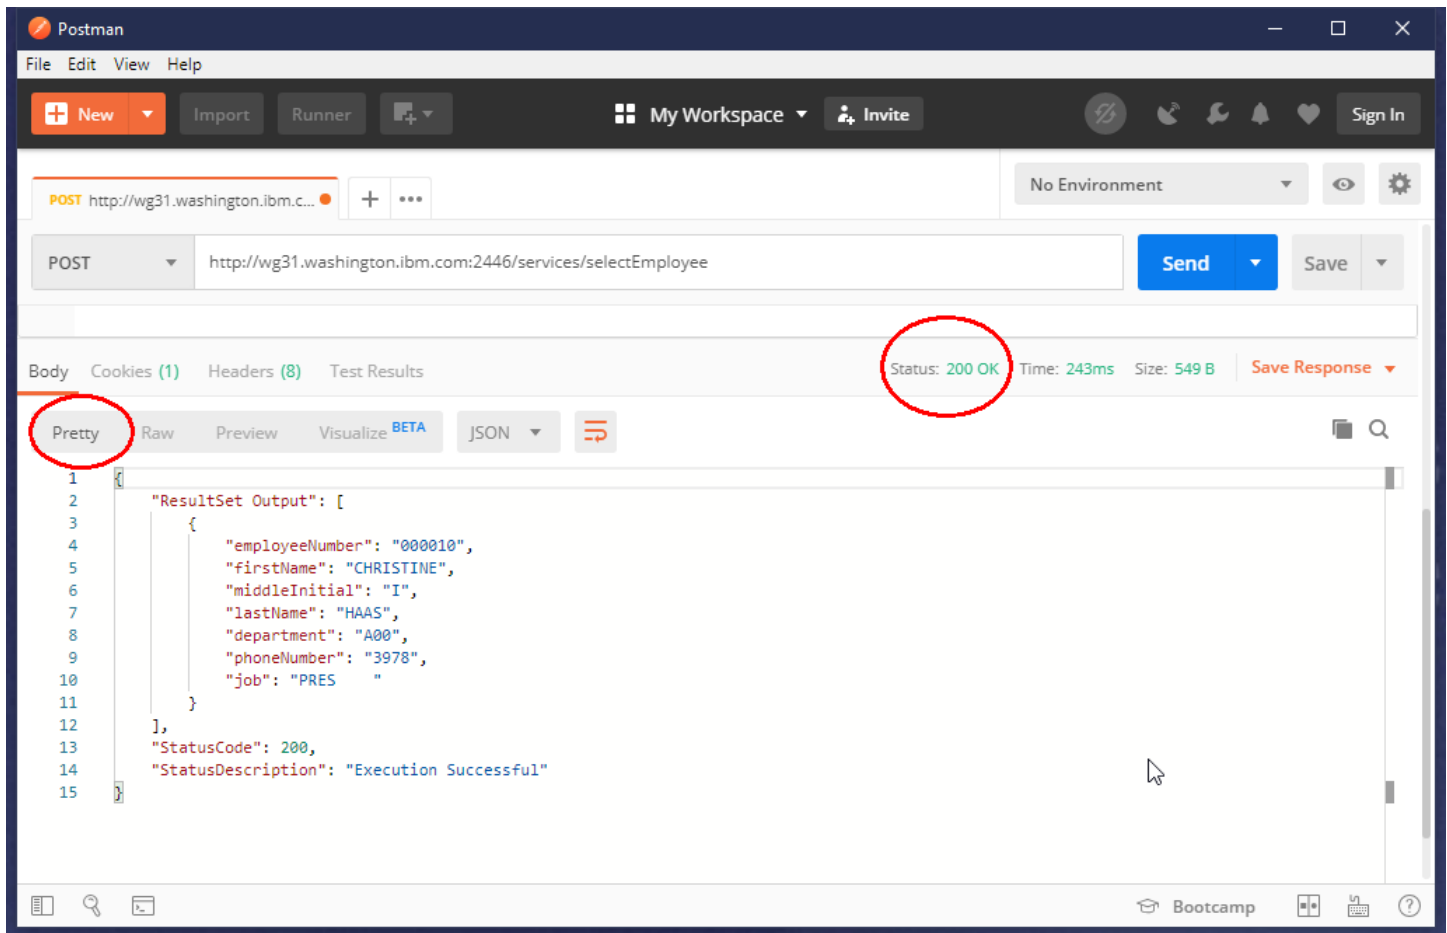 Postman
File Edit View Help
New Import Runner My Workspace Invite Sign In
POST http://wg31.washington.ibm.c... No Environment
POST http://wg31.washington.ibm.com:2446/services/selectEmployee Send Save
Body Cookies (1) Headers (8) Test Results Status: 200 OK Time: 243ms Size: 549 B Save Response
Pretty Raw Preview Visualize BETA JSON
1 {
2 "ResultSet Output": [
3 {
4 "employeeNumber": "000010",
5 "firstName": "CHRISTINE",
6 "middleInitial": "I",
7 "lastName": "HAAS",
8 "department": "A00",
9 "phoneNumber": "3978",
10 "job": "PRES    "
11 }
12 ],
13 "StatusCode": 200,
14 "StatusDescription": "Execution Successful"
15 }
Bootcamp